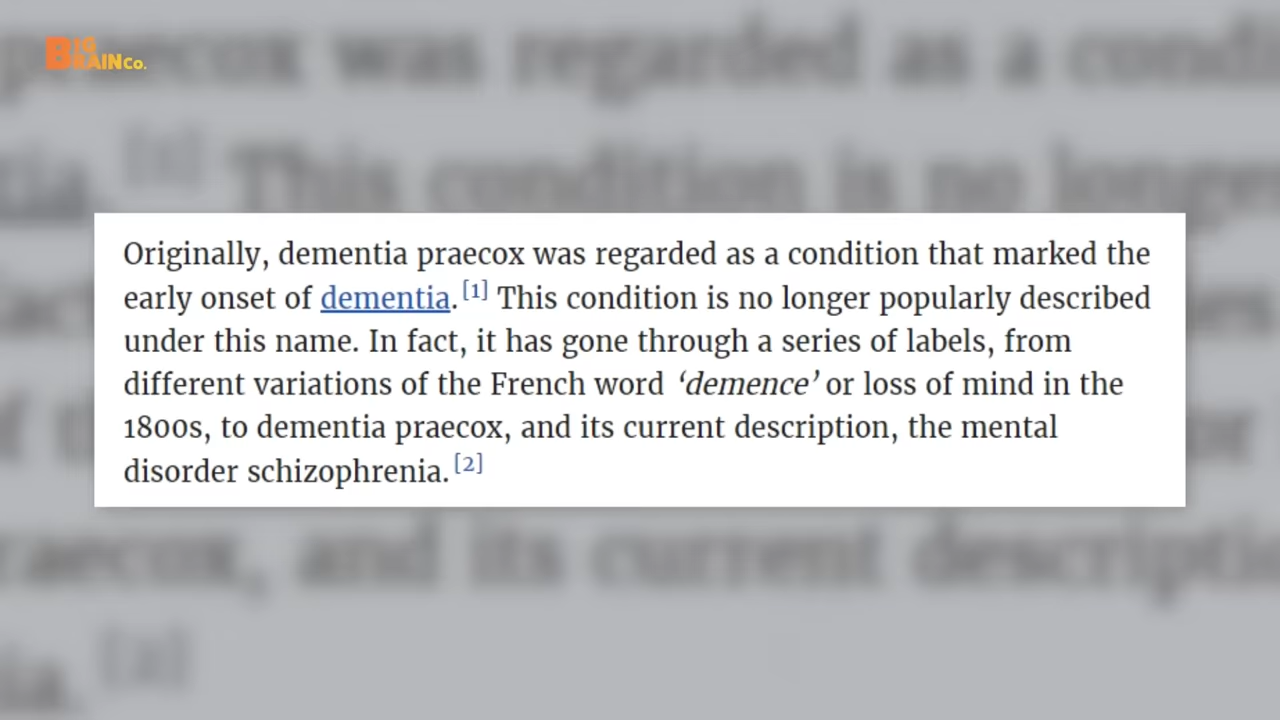 BIG BRAINCO.
Originally, dementia praecox was regarded as a condition that marked the
early onset of dementia.[1] This condition is no longer popularly described
under this name. In fact, it has gone through a series of labels, from
different variations of the French word ‘demence’ or loss of mind in the
1800s, to dementia praecox, and its current description, the mental
disorder schizophrenia.[2]